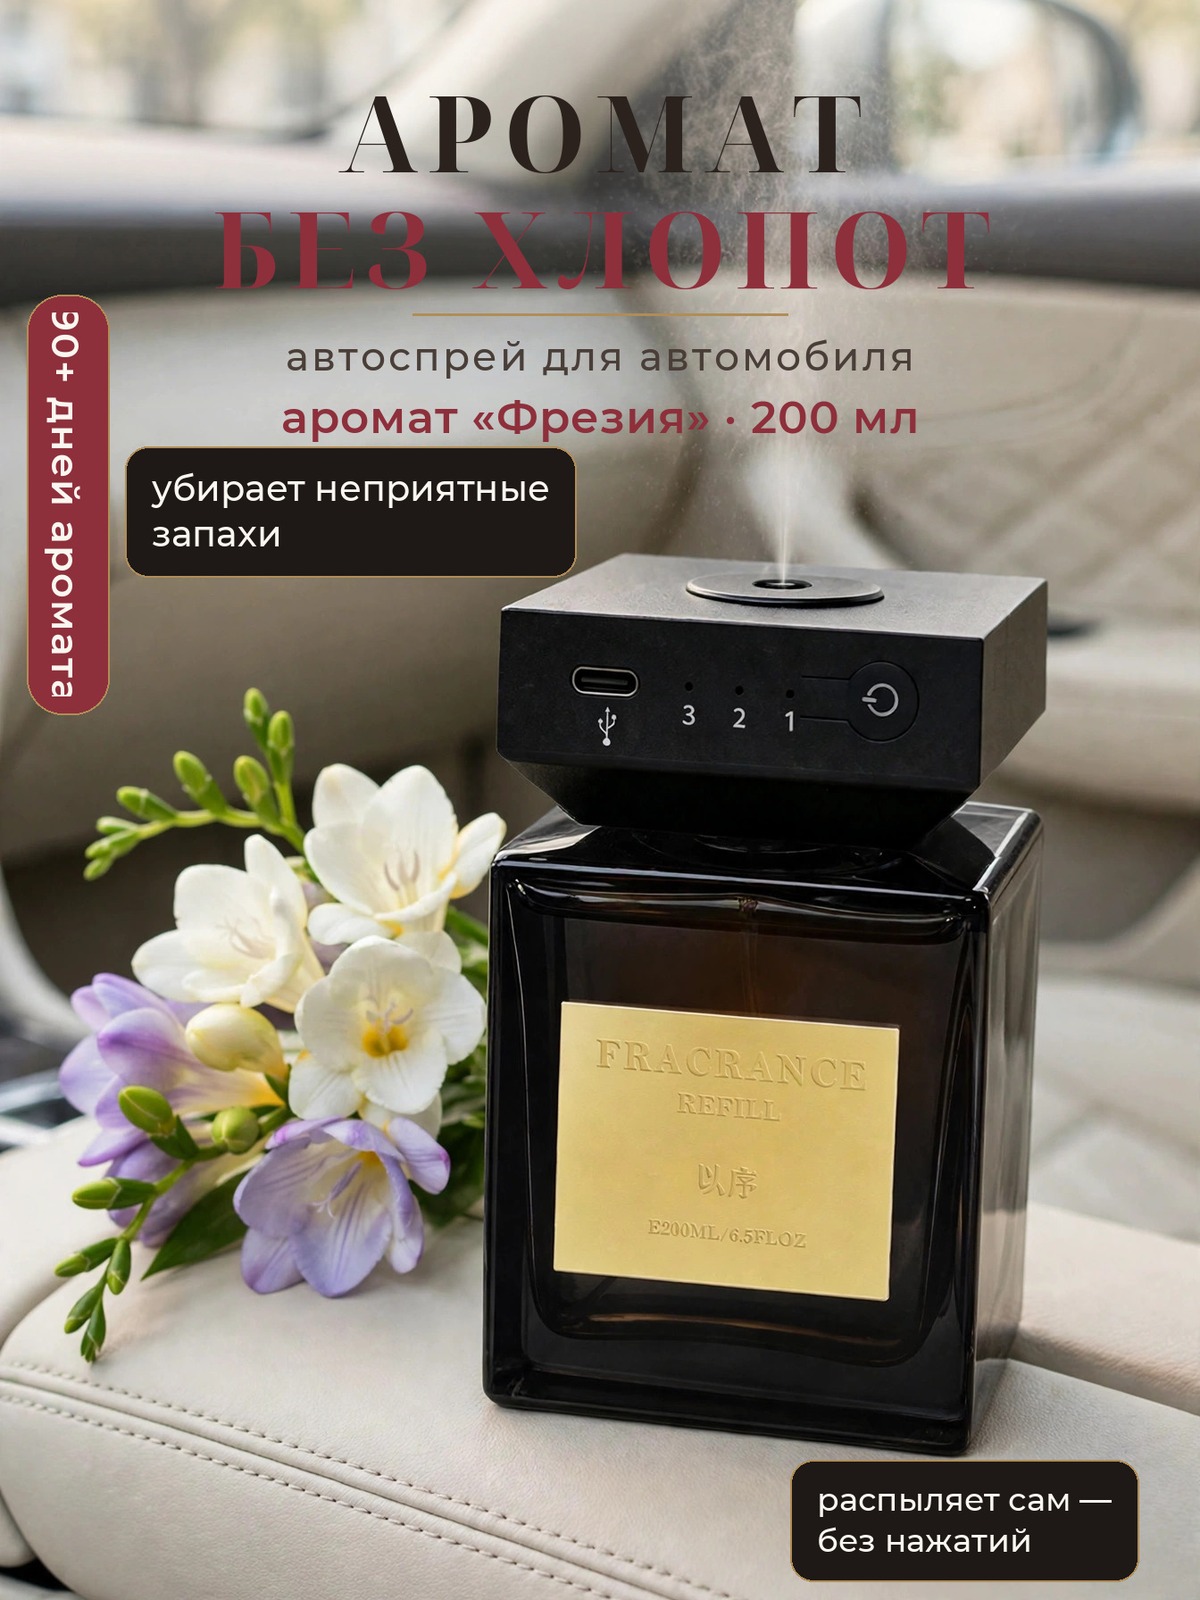 АРОМАТ
БЕЗ ХЛОПОТ
автоспрей для автомобиля
аромат «Фрезия» · 200 мл
90+ дней аромата
убирает неприятные
запахи
3 2 1
FRAGRANCE
REFILL
以序
E200ML/6.5FLOZ
распыляет сам —
без нажатий